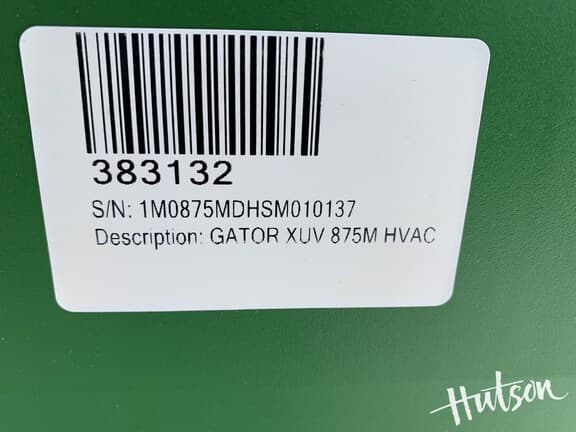 383132
S/N: 1M0875MDHSM010137
Description: GATOR XUV 875M HVAC
Hutson